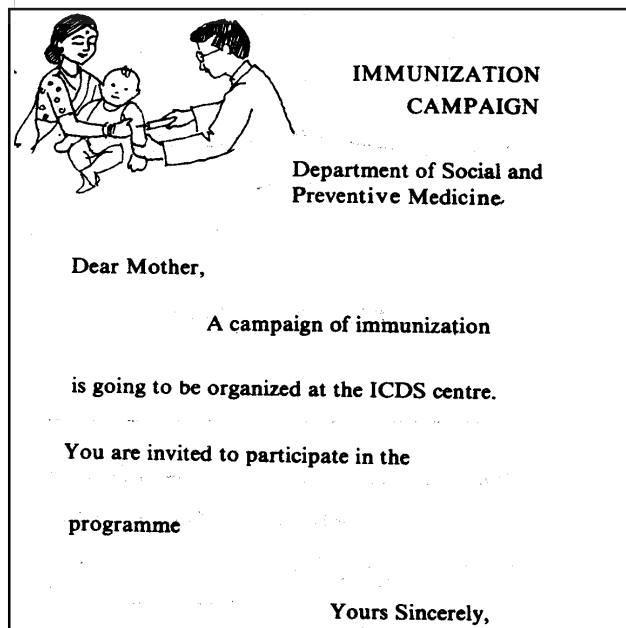 IMMUNIZATION
CAMPAIGN
Department of Social and
Preventive Medicine
Dear Mother,
A campaign of immunization
is going to be organized at the ICDS centre.
You are invited to participate in the
programme
Yours Sincerely,